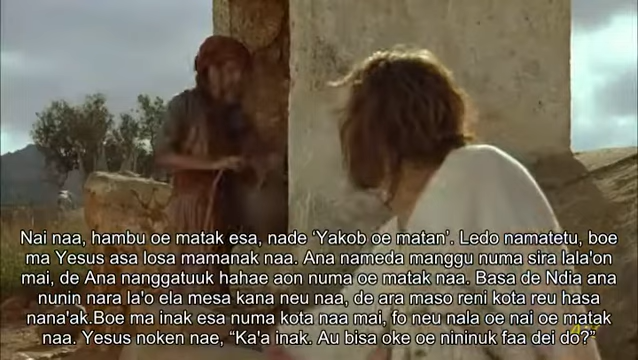 Nai naa, hambu oe matak esa, nade ‘Yakob oe matan’. Ledo namatetu, boe
ma Yesus asa losa mamanak naa. Ana nameda manggu numa sira lala'on
mai, de Ana nanggatuuk hahae aon numa oe matak naa. Basa de Ndia ana
nunin nara la'o ela mesa kana neu naa, de ara maso reni kota reu hasa
nana'ak.Boe ma inak esa numa kota naa mai, fo neu nala oe nai oe matak
naa. Yesus noken nae, “Ka'a inak. Au bisa oke oe nininuk faa dei do?”